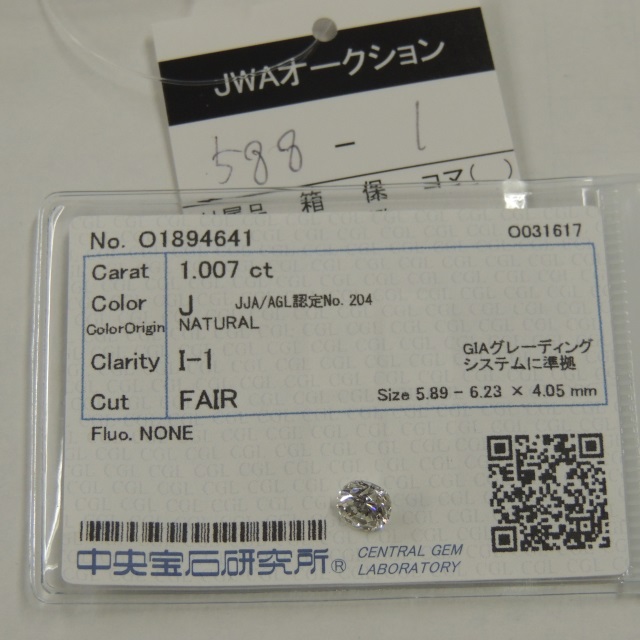 JWAオークション
588 - 1
箱 保 コマ( )
No. O1894641
O031617
Carat 1.007 ct
Color J JJA/AGL認定No. 204
ColorOrigin NATURAL
Clarity I-1
GIAグレーディング
システムに準拠
Cut FAIR Size 5.89 - 6.23 × 4.05 mm
Fluo. NONE
中央宝石研究所® CENTRAL GEM
LABORATORY